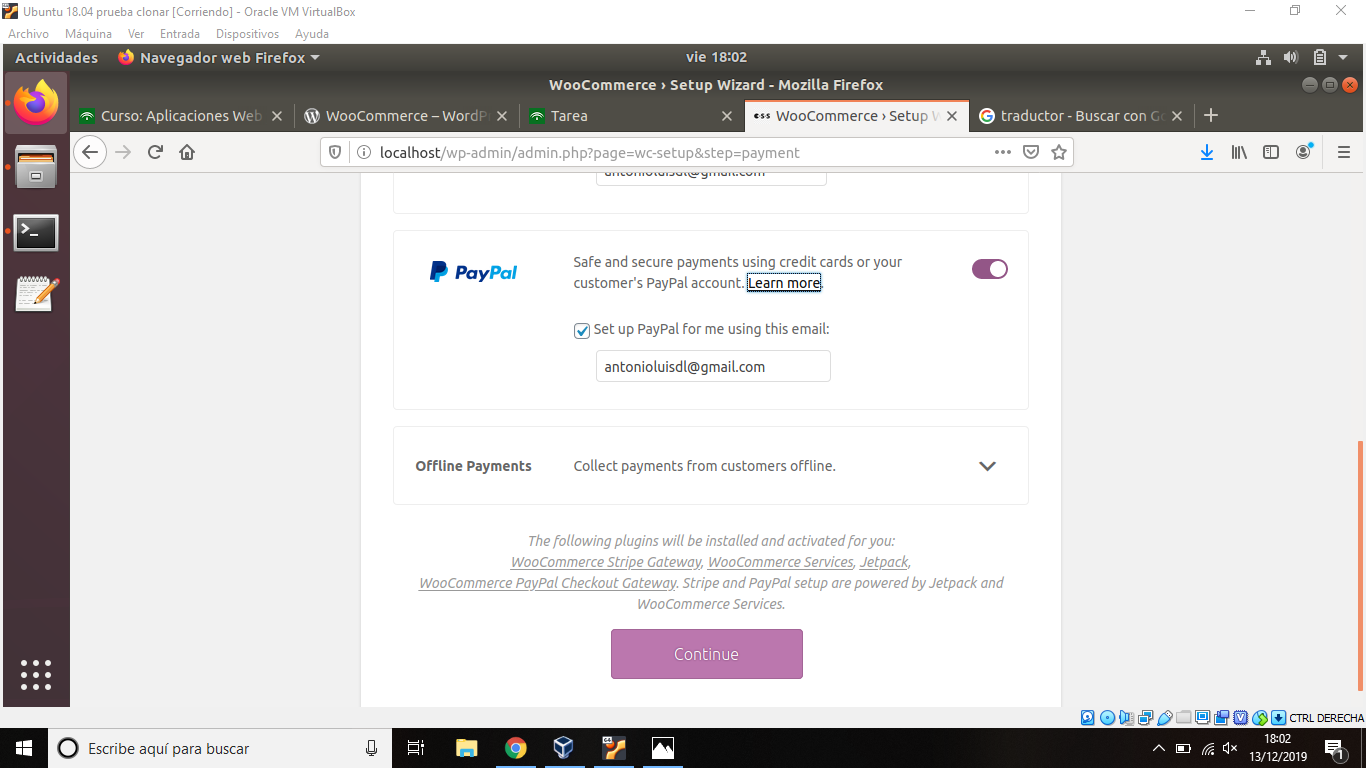 Ubuntu 18.04 prueba clonar [Corriendo] - Oracle VM VirtualBox
Archivo Máquina Ver Entrada Dispositivos Ayuda
Actividades Navegador web Firefox vie 18:02
WooCommerce › Setup Wizard - Mozilla Firefox
Curso: Aplicaciones Web WooCommerce – WordP Tarea WooCommerce › Setup W traductor - Buscar con Go
localhost/wp-admin/admin.php?page=wc-setup&step=payment
antonioluisdl@gmail.com
PayPal
Safe and secure payments using credit cards or your
customer's PayPal account. Learn more.
Set up PayPal for me using this email:
antonioluisdl@gmail.com
Offline Payments Collect payments from customers offline.
The following plugins will be installed and activated for you:
WooCommerce Stripe Gateway, WooCommerce Services, Jetpack,
WooCommerce PayPal Checkout Gateway. Stripe and PayPal setup are powered by Jetpack and
WooCommerce Services.
Continue
CTRL DERECHA
Escribe aquí para buscar
18:02
13/12/2019
1